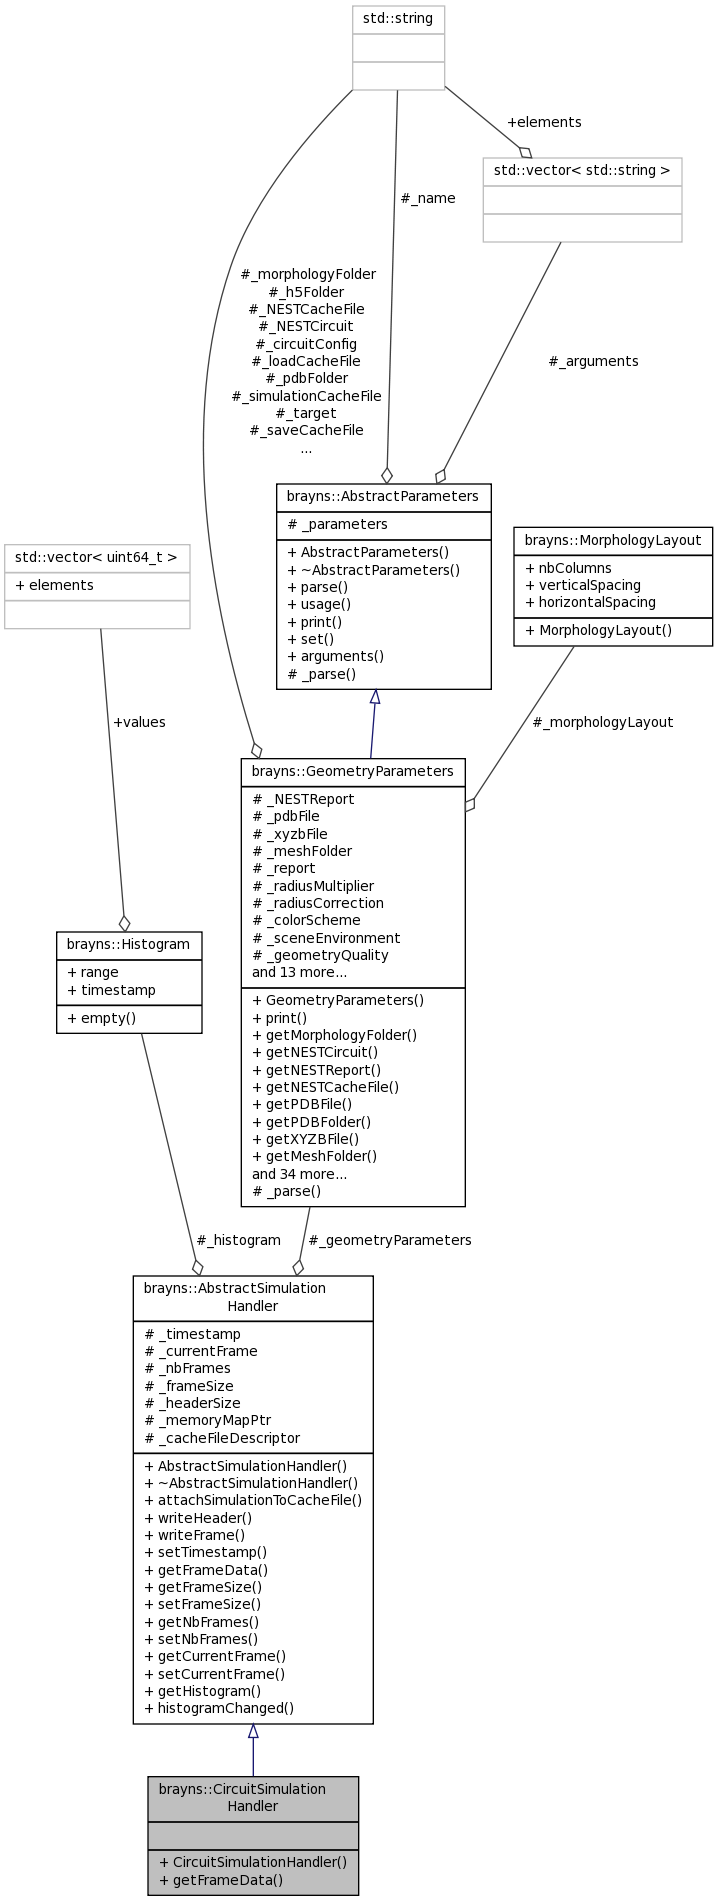 std::string
+elements
std::vector< std::string >
#_name
#_morphologyFolder
#_h5Folder
#_NESTCacheFile
#_NESTCircuit
#_circuitConfig
#_loadCacheFile
#_pdbFolder
#_simulationCacheFile
#_target
#_saveCacheFile
...
#_arguments
brayns::AbstractParameters
# _parameters
+ AbstractParameters()
+ ~AbstractParameters()
+ parse()
+ usage()
+ print()
+ set()
+ arguments()
# _parse()
brayns::MorphologyLayout
+ nbColumns
+ verticalSpacing
+ horizontalSpacing
+ MorphologyLayout()
std::vector< uint64_t >
+ elements
+values
#_morphologyLayout
brayns::GeometryParameters
# _NESTReport
# _pdbFile
# _xyzbFile
# _meshFolder
# _report
# _radiusMultiplier
# _radiusCorrection
# _colorScheme
# _sceneEnvironment
# _geometryQuality
and 13 more...
+ GeometryParameters()
+ print()
+ getMorphologyFolder()
+ getNESTCircuit()
+ getNESTReport()
+ getNESTCacheFile()
+ getPDBFile()
+ getPDBFolder()
+ getXYZBFile()
+ getMeshFolder()
and 34 more...
# _parse()
brayns::Histogram
+ range
+ timestamp
+ empty()
#_histogram
#_geometryParameters
brayns::AbstractSimulation
Handler
# _timestamp
# _currentFrame
# _nbFrames
# _frameSize
# _headerSize
# _memoryMapPtr
# _cacheFileDescriptor
+ AbstractSimulationHandler()
+ ~AbstractSimulationHandler()
+ attachSimulationToCacheFile()
+ writeHeader()
+ writeFrame()
+ setTimestamp()
+ getFrameData()
+ getFrameSize()
+ setFrameSize()
+ getNbFrames()
+ setNbFrames()
+ getCurrentFrame()
+ setCurrentFrame()
+ getHistogram()
+ histogramChanged()
brayns::CircuitSimulation
Handler
+ CircuitSimulationHandler()
+ getFrameData()